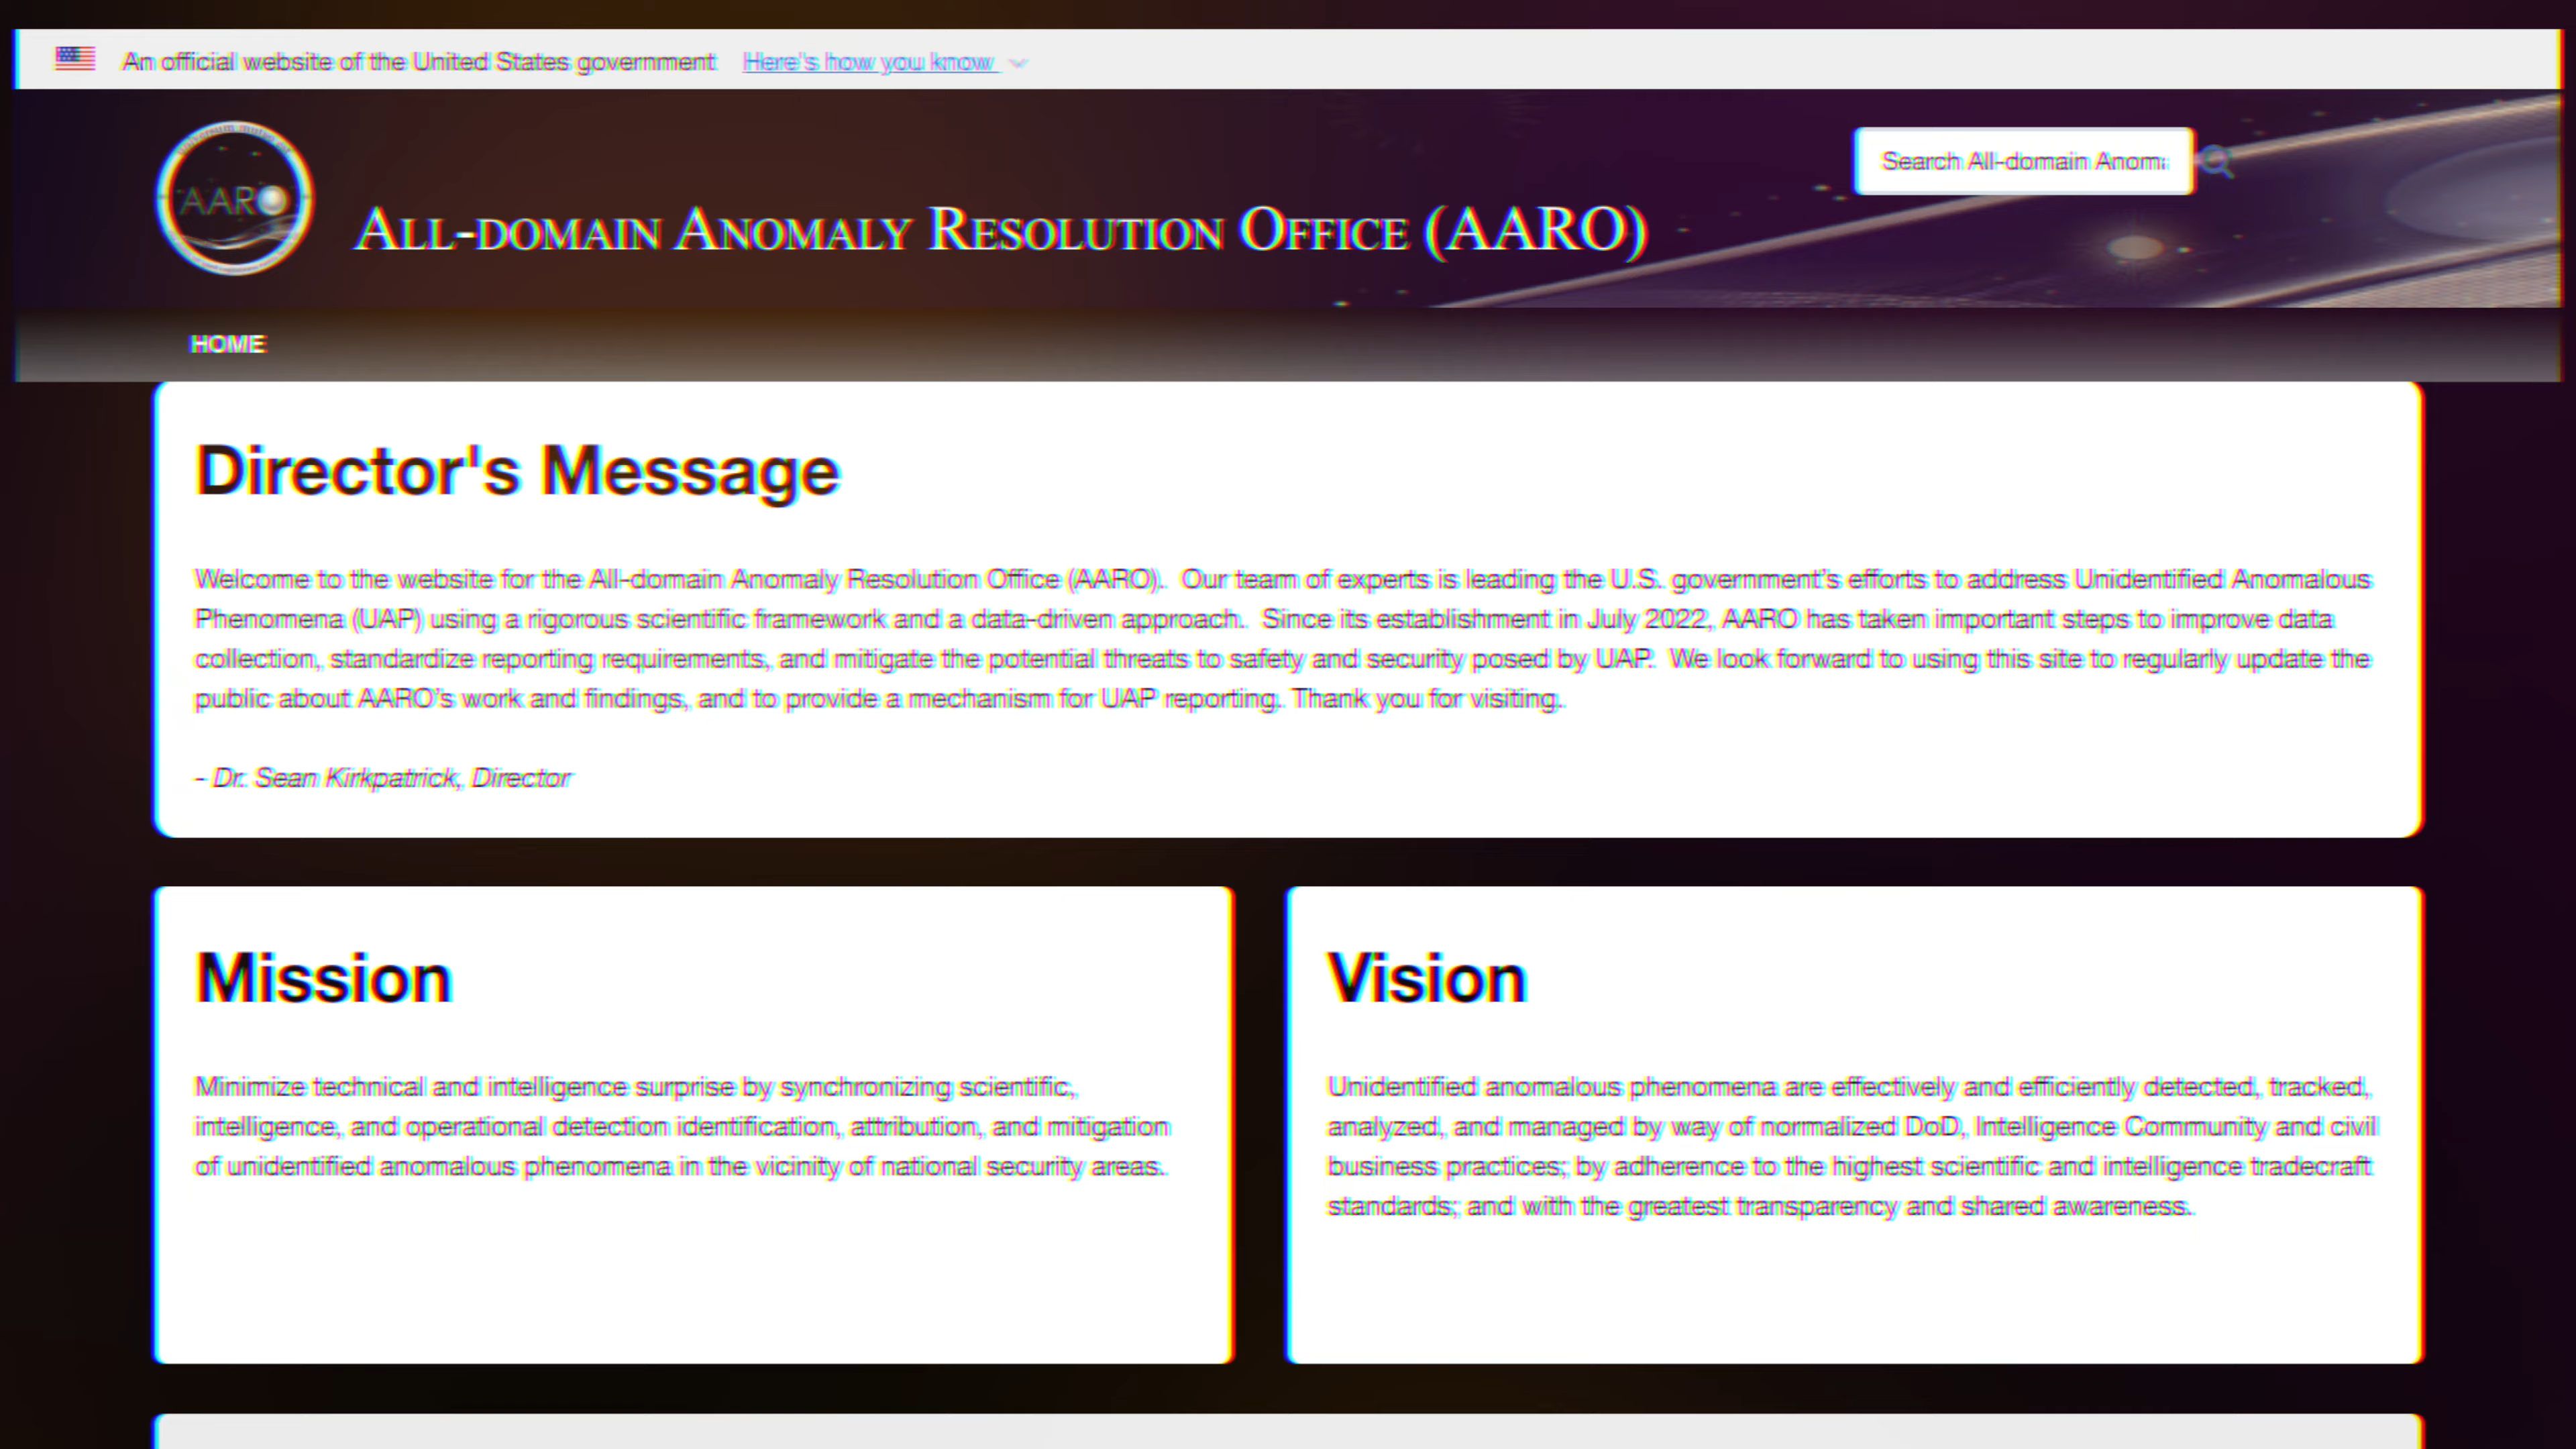 An official website of the United States government Here's how you know
AARO
Search All-domain Anoma
All-domain Anomaly Resolution Office (AARO)
HOME
Director's Message
Welcome to the website for the All-domain Anomaly Resolution Office (AARO). Our team of experts is leading the U.S. government's efforts to address Unidentified Anomalous
Phenomena (UAP) using a rigorous scientific framework and a data-driven approach. Since its establishment in July 2022, AARO has taken important steps to improve data
collection, standardize reporting requirements, and mitigate the potential threats to safety and security posed by UAP. We look forward to using this site to regularly update the
public about AARO's work and findings, and to provide a mechanism for UAP reporting. Thank you for visiting.
- Dr. Sean Kirkpatrick, Director
Mission
Minimize technical and intelligence surprise by synchronizing scientific,
intelligence, and operational detection identification, attribution, and mitigation
of unidentified anomalous phenomena in the vicinity of national security areas.
Vision
Unidentified anomalous phenomena are effectively and efficiently detected, tracked,
analyzed, and managed by way of normalized DoD, Intelligence Community and civil
business practices; by adherence to the highest scientific and intelligence tradecraft
standards; and with the greatest transparency and shared awareness.